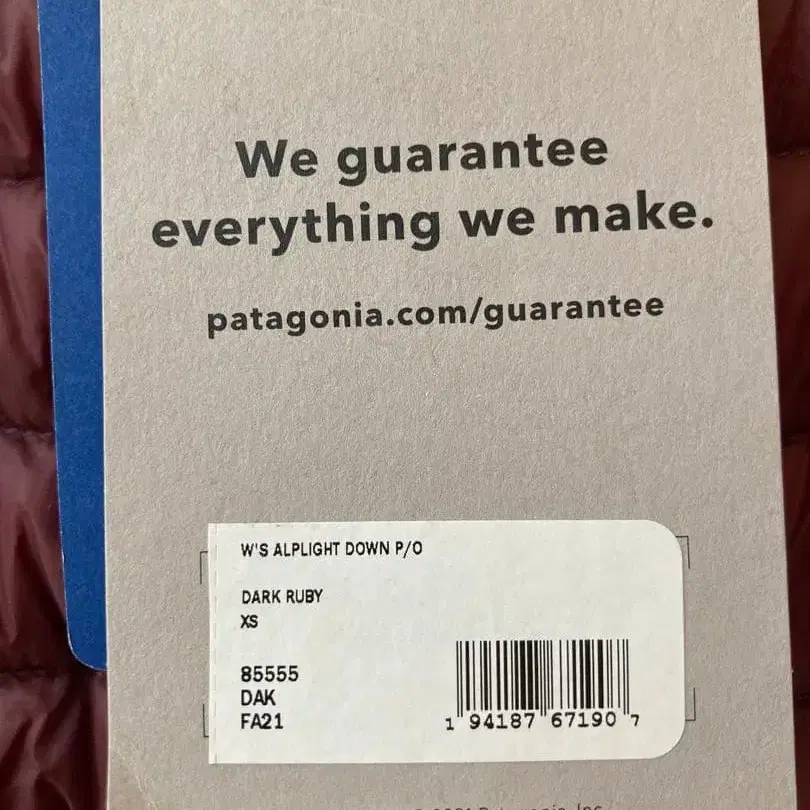 We guarantee
everything we make.
patagonia.com/guarantee
W'S ALPLIGHT DOWN P/O
DARK RUBY
XS
85555
DAK
FA21
1 94187 67190 7